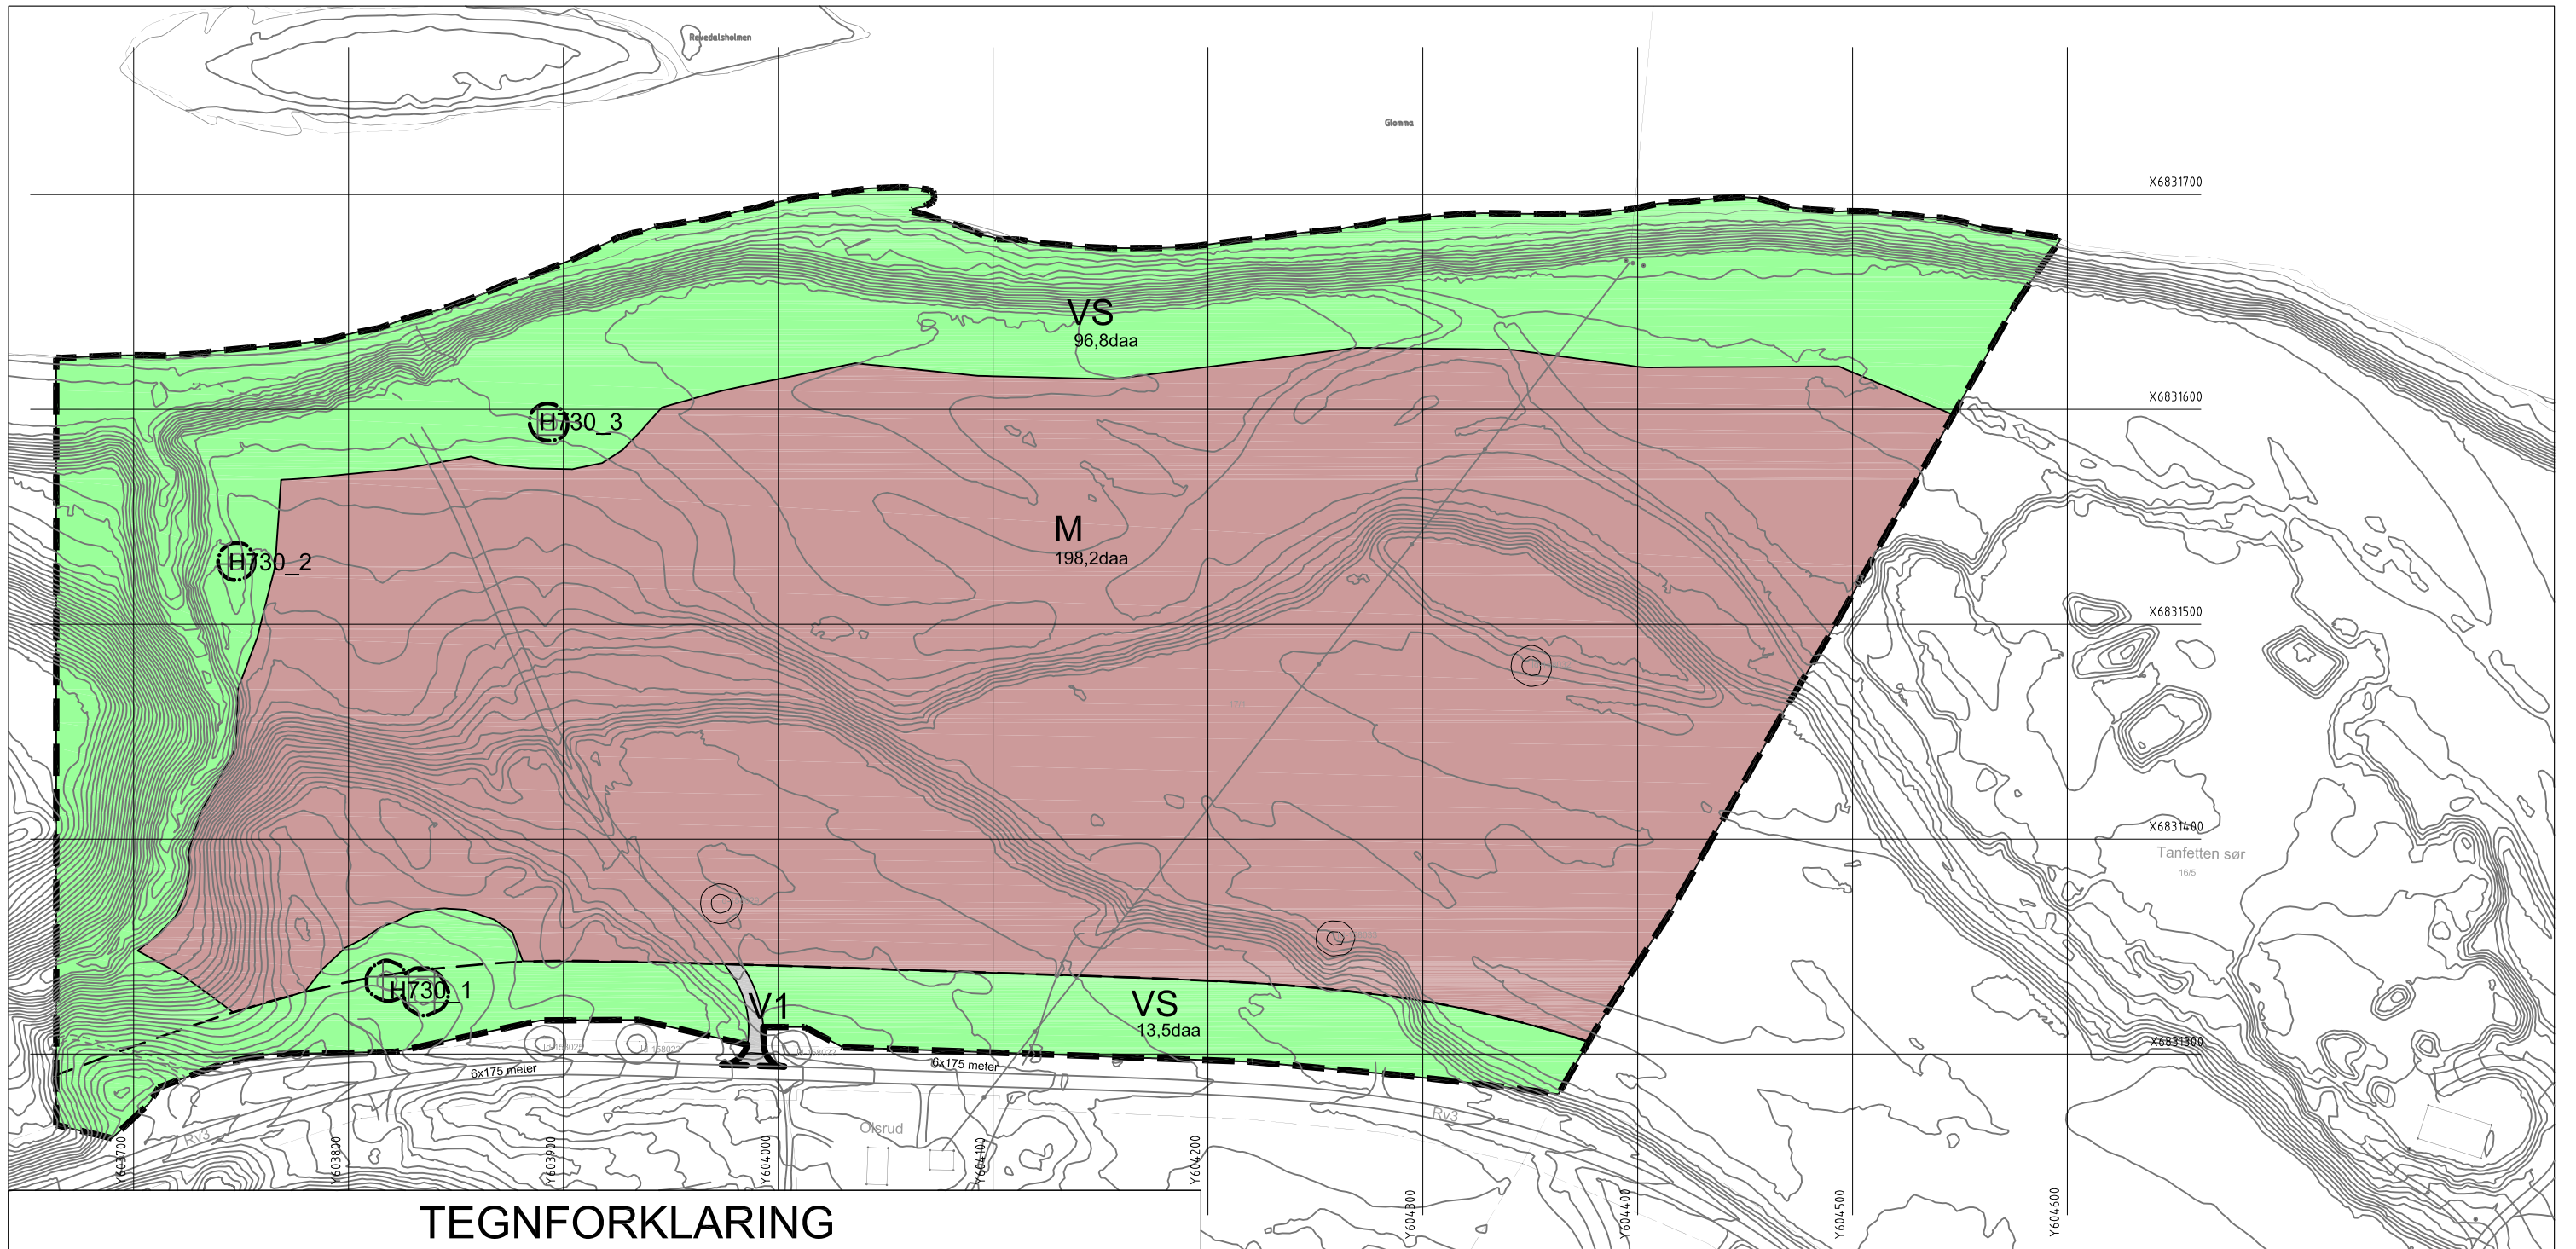 Revedalsholmen
Glomma
X6831700
VS
96,8daa
X6831600
H730_3
M
198,2daa
H730_2
X6831500
X6831400
Tanfetten sør
16/5
H730_1
V1
VS
13,5daa
X6831300
6x175 meter
6x175 meter
Rv3
Rv3
Olsrud
Y603700
Y603800
Y603900
Y604000
Y604100
Y604200
Y604300
Y604400
Y604500
Y604600
TEGNFORKLARING